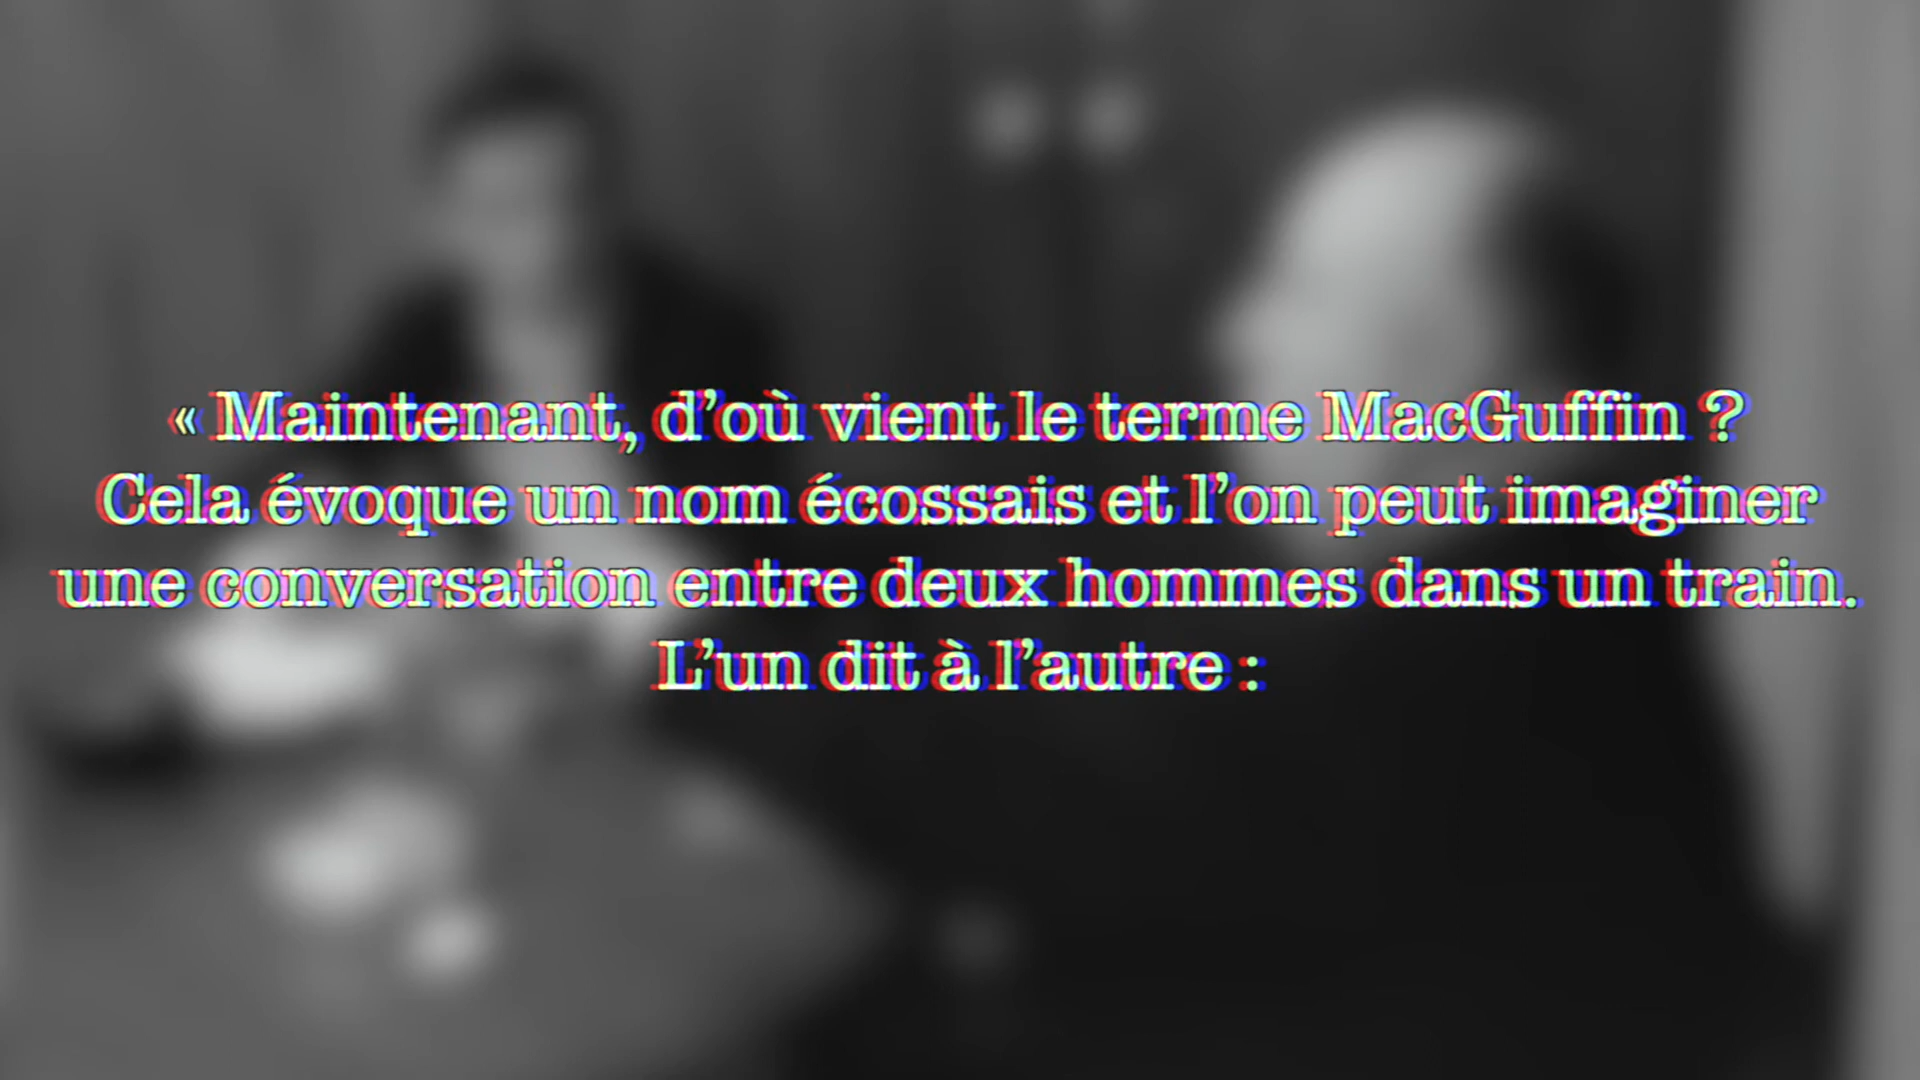 « Maintenant, d’où vient le terme MacGuffin ?
Cela évoque un nom écossais et l’on peut imaginer
une conversation entre deux hommes dans un train.
L’un dit à l’autre :